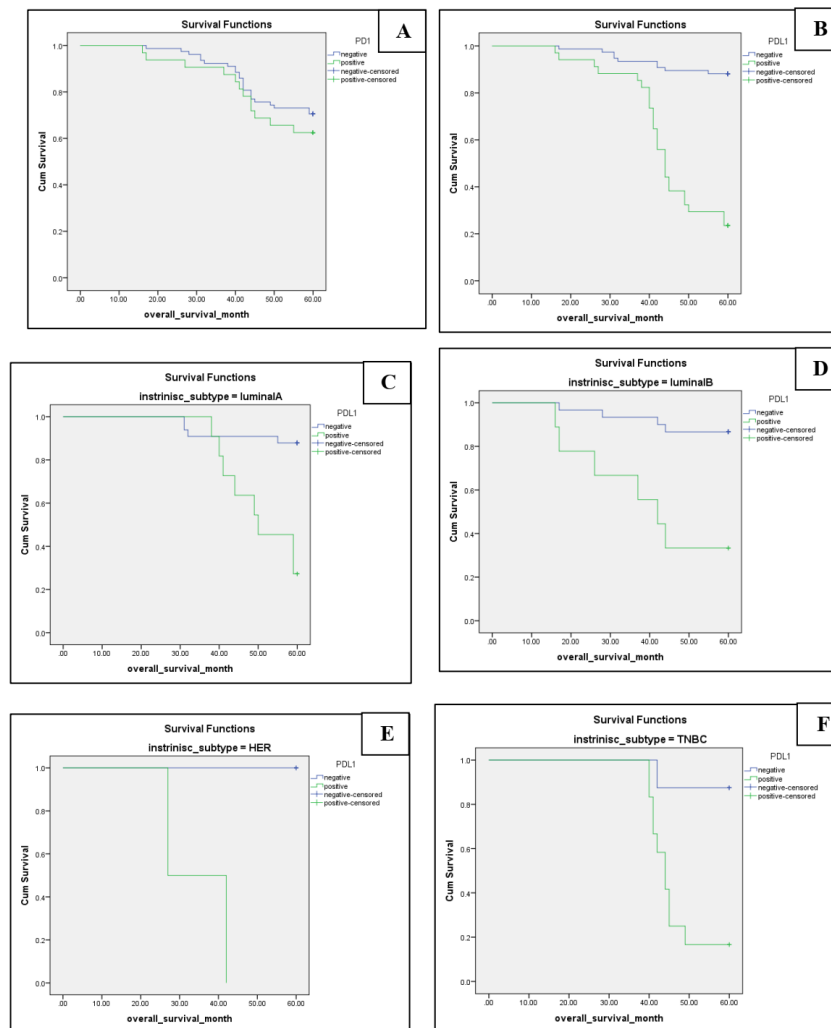 A
Survival Functions
PD1
negative
positive
negative-censored
positive-censored
Cum Survival
1.0
0.8
0.6
0.4
0.2
0.0
.00 10.00 20.00 30.00 40.00 50.00 60.00
overall_survival_month
B
Survival Functions
PDL1
negative
positive
negative-censored
positive-censored
Cum Survival
1.0
0.8
0.6
0.4
0.2
0.0
.00 10.00 20.00 30.00 40.00 50.00 60.00
overall_survival_month
C
Survival Functions
instrinisc_subtype = luminalA
PDL1
negative
positive
negative-censored
positive-censored
Cum Survival
1.0
0.8
0.6
0.4
0.2
0.0
.00 10.00 20.00 30.00 40.00 50.00 60.00
overall_survival_month
D
Survival Functions
instrinisc_subtype = luminalB
PDL1
negative
positive
negative-censored
positive-censored
Cum Survival
1.0
0.8
0.6
0.4
0.2
0.0
.00 10.00 20.00 30.00 40.00 50.00 60.00
overall_survival_month
E
Survival Functions
instrinisc_subtype = HER
PDL1
negative
positive
negative-censored
positive-censored
Cum Survival
1.0
0.8
0.6
0.4
0.2
0.0
.00 10.00 20.00 30.00 40.00 50.00 60.00
overall_survival_month
F
Survival Functions
instrinisc_subtype = TNBC
PDL1
negative
positive
negative-censored
positive-censored
Cum Survival
1.0
0.8
0.6
0.4
0.2
0.0
.00 10.00 20.00 30.00 40.00 50.00 60.00
overall_survival_month